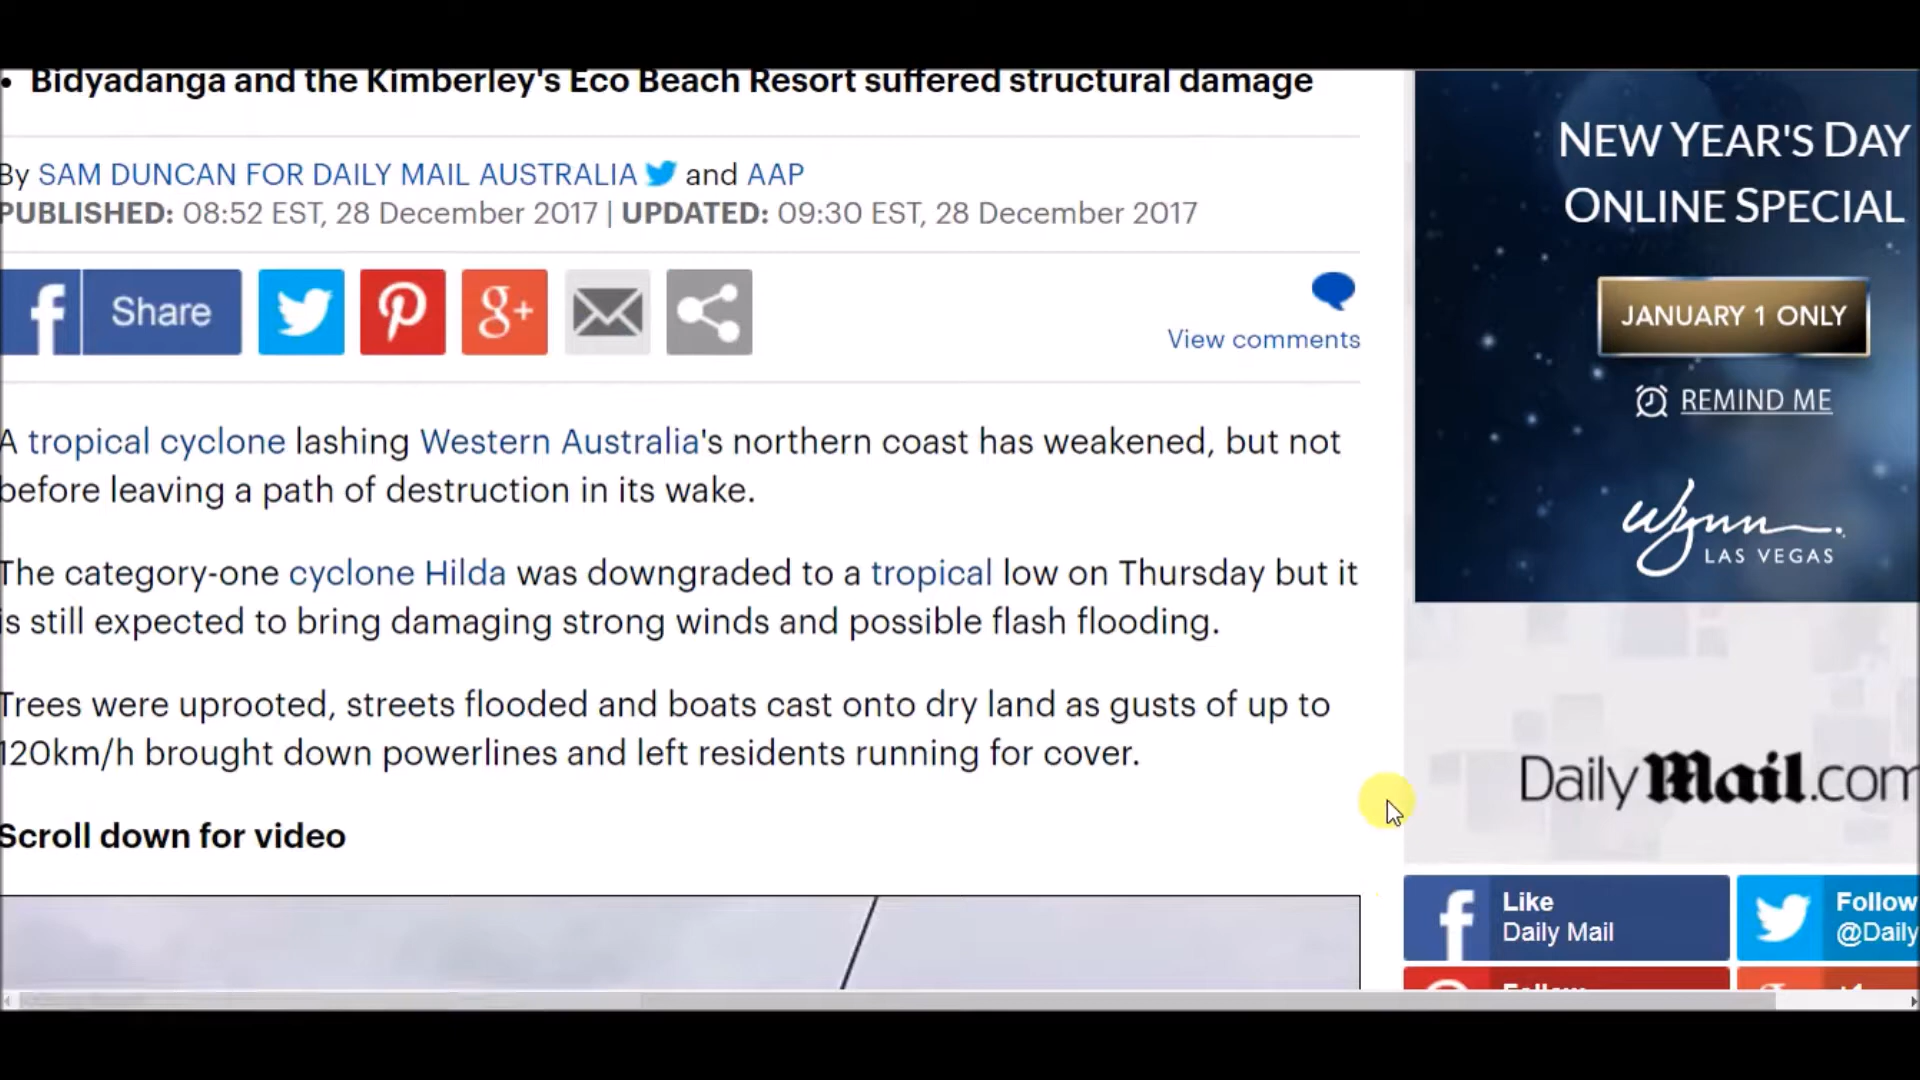 • Bidyadanga and the Kimberley's Eco Beach Resort suffered structural damage
By SAM DUNCAN FOR DAILY MAIL AUSTRALIA and AAP
PUBLISHED: 08:52 EST, 28 December 2017 | UPDATED: 09:30 EST, 28 December 2017
Share
View comments
A tropical cyclone lashing Western Australia's northern coast has weakened, but not
before leaving a path of destruction in its wake.
The category-one cyclone Hilda was downgraded to a tropical low on Thursday but it
is still expected to bring damaging strong winds and possible flash flooding.
Trees were uprooted, streets flooded and boats cast onto dry land as gusts of up to
120km/h brought down powerlines and left residents running for cover.
Scroll down for video
NEW YEAR'S DAY
ONLINE SPECIAL
JANUARY 1 ONLY
REMIND ME
Wynn
LAS VEGAS
DailyMail.com
Like
Daily Mail
Follow
@Daily
Follow
+1